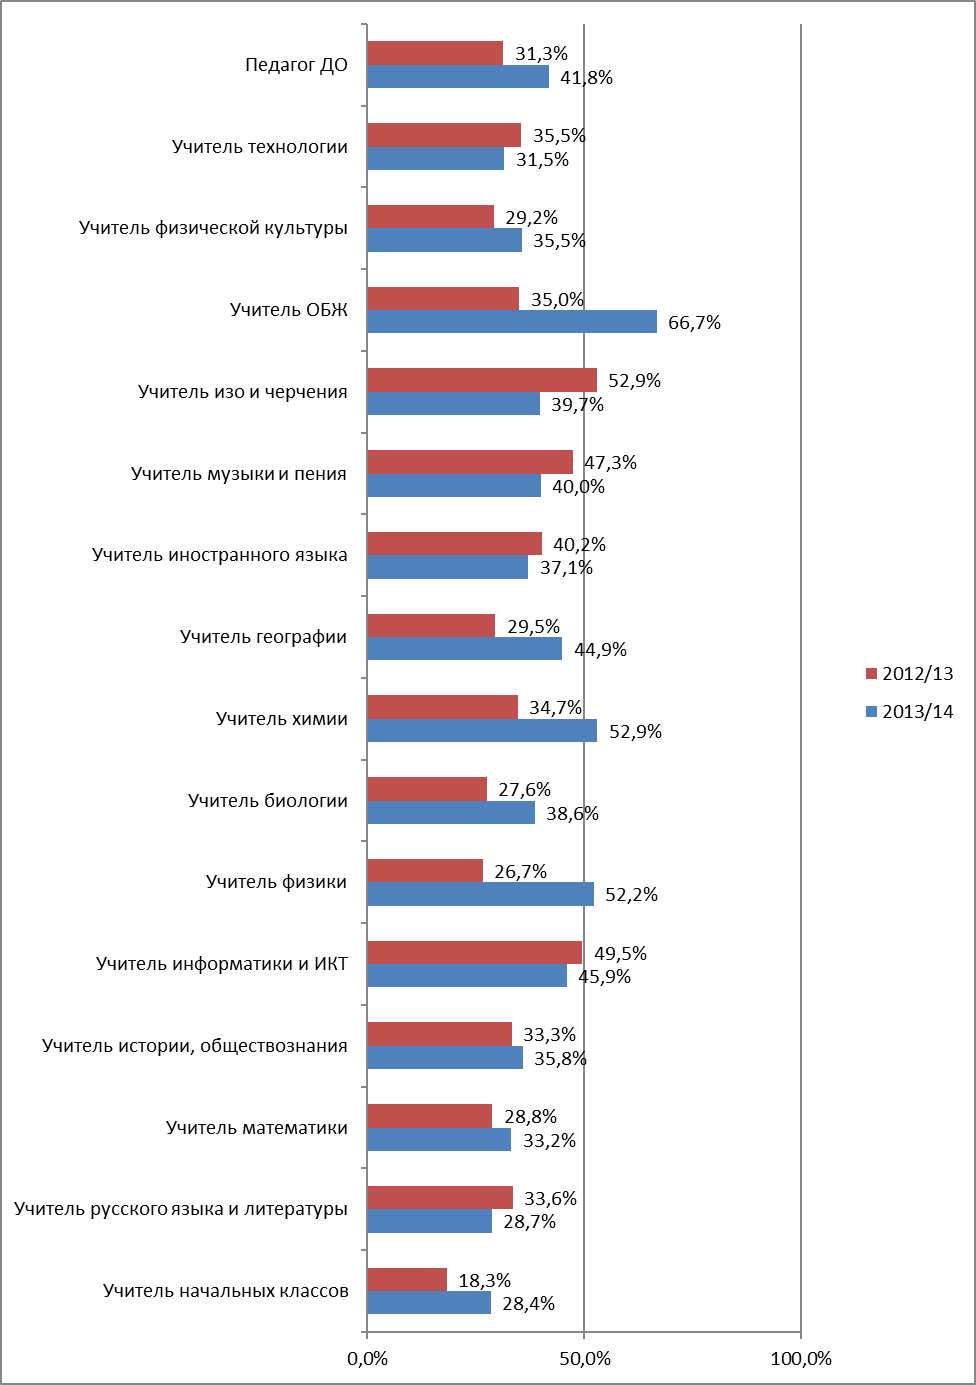 Педагог ДО
31,3%
41,8%
Учитель технологии
35,5%
31,5%
Учитель физической культуры
29,2%
35,5%
Учитель ОБЖ
35,0%
66,7%
Учитель изо и черчения
52,9%
39,7%
Учитель музыки и пения
47,3%
40,0%
Учитель иностранного языка
40,2%
37,1%
Учитель географии
29,5%
44,9%
Учитель химии
34,7%
52,9%
Учитель биологии
27,6%
38,6%
Учитель физики
26,7%
52,2%
Учитель информатики и ИКТ
49,5%
45,9%
Учитель истории, обществознания
33,3%
35,8%
Учитель математики
28,8%
33,2%
Учитель русского языка и литературы
33,6%
28,7%
Учитель начальных классов
18,3%
28,4%
0,0% 50,0% 100,0%
2012/13
2013/14